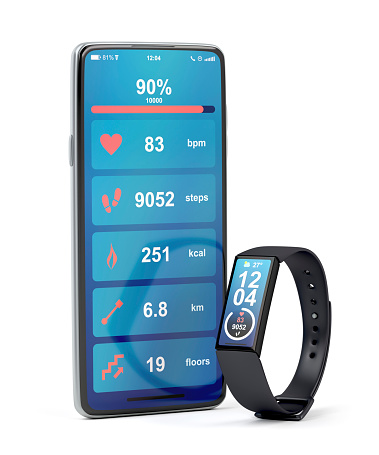 81% 12:04
90%
10000
83 bpm
9052 steps
251 kcal
6.8 km
19 floors
27°
12
04
83
9052